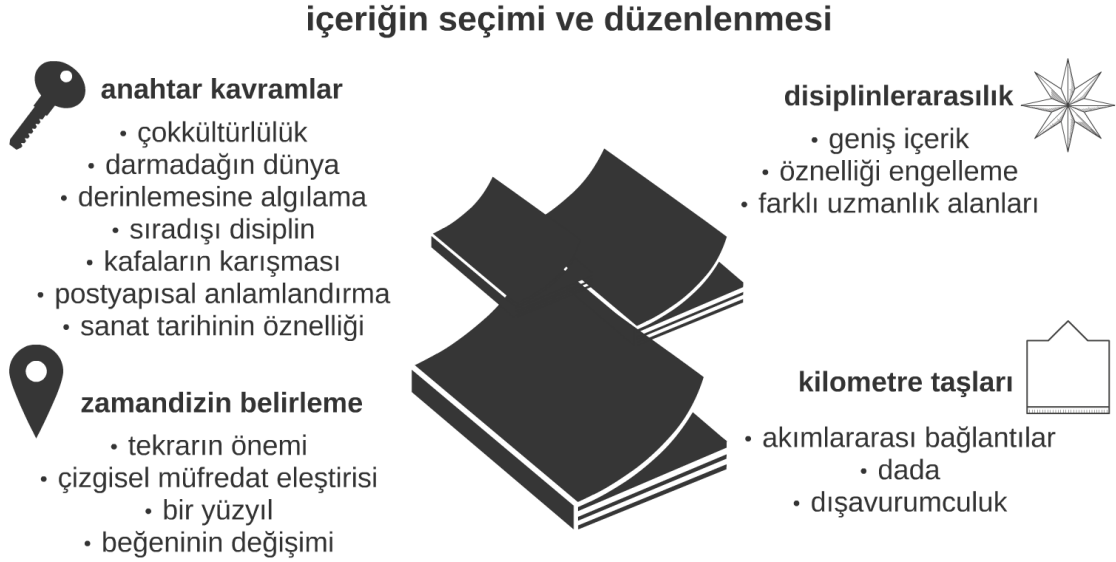 içeriğin seçimi ve düzenlenmesi
anahtar kavramlar
• çokkültürlülük
• darmadağın dünya
• derinlemesine algılama
• sıradışı disiplin
• kafaların karışması
• postyapısal anlamlandırma
• sanat tarihinin öznelliği
zamandizin belirleme
• tekrarın önemi
• çizgisel müfredat eleştirisi
• bir yüzyıl
• beğeninin değişimi
disiplinlerarasılık
• geniş içerik
• öznelliği engelleme
• farklı uzmanlık alanları
kilometre taşları
• akımlararası bağlantılar
• dada
• dışavurumculuk